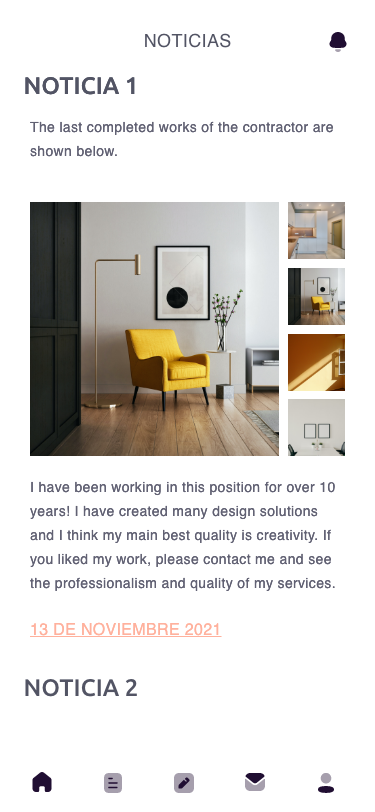 NOTICIAS
NOTICIA 1
The last completed works of the contractor are
shown below.
I have been working in this position for over 10
years! I have created many design solutions
and I think my main best quality is creativity. If
you liked my work, please contact me and see
the professionalism and quality of my services.
13 DE NOVIEMBRE 2021
NOTICIA 2